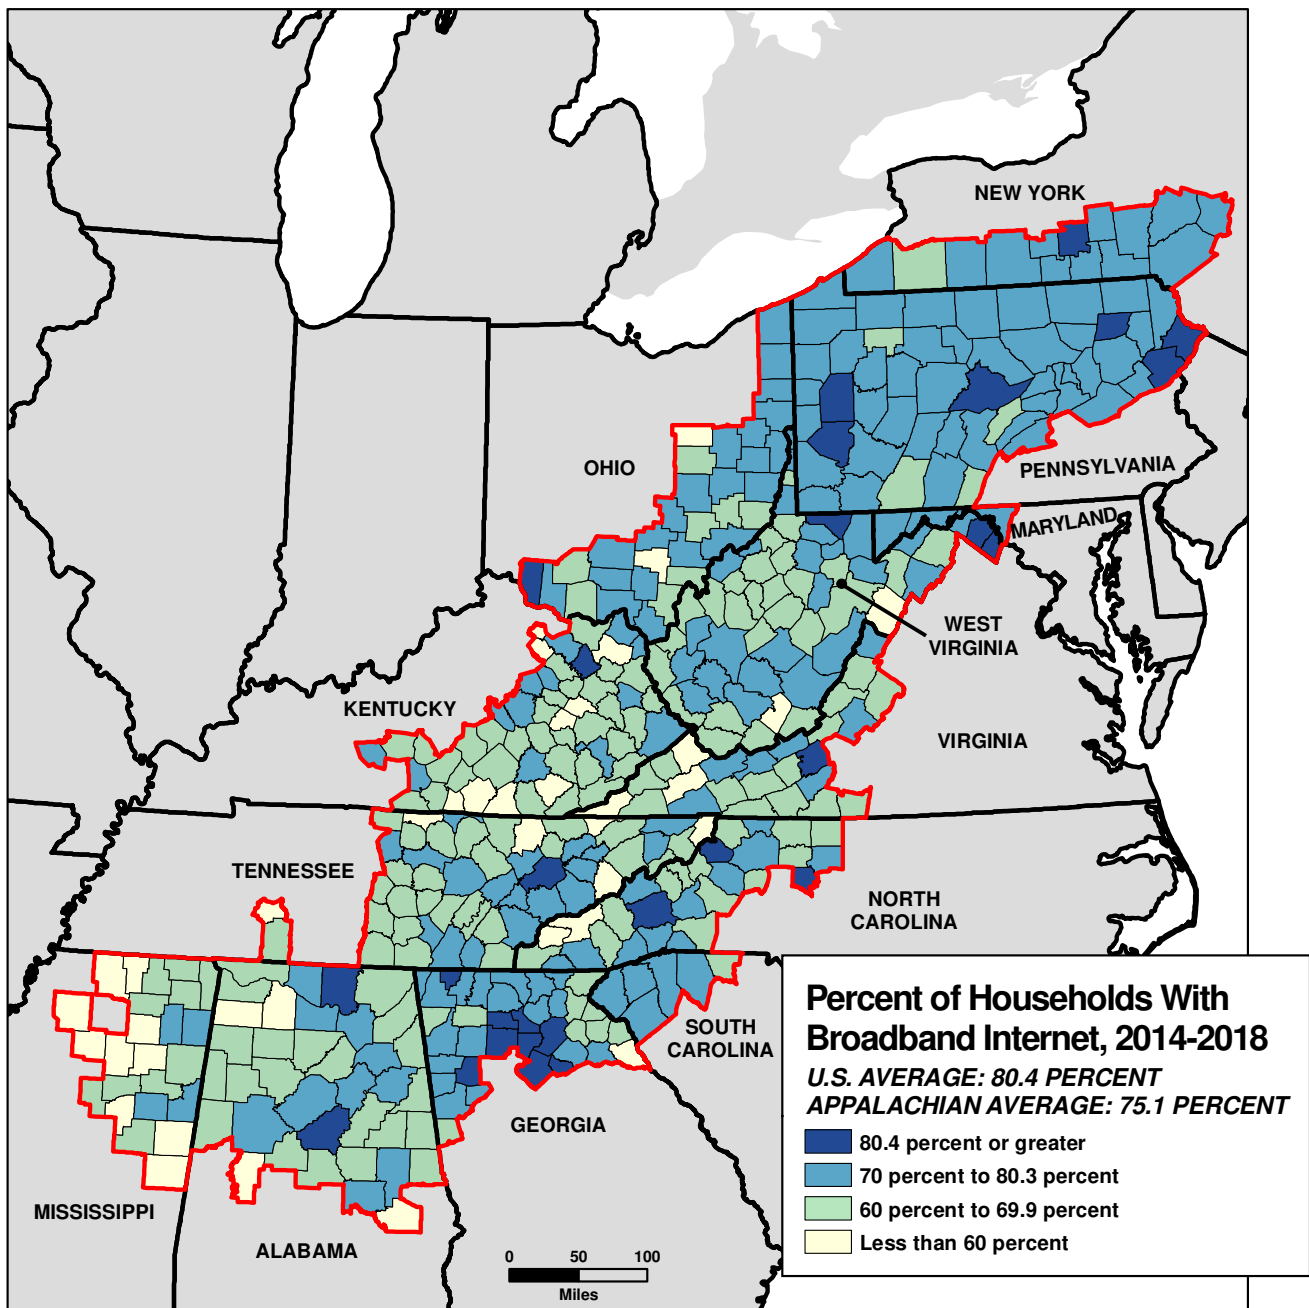 NEW YORK
OHIO
PENNSYLVANIA
MARYLAND
WEST
VIRGINIA
KENTUCKY
VIRGINIA
TENNESSEE
NORTH
CAROLINA
SOUTH
CAROLINA
GEORGIA
MISSISSIPPI
ALABAMA
0 50 100
Miles
Percent of Households With
Broadband Internet, 2014-2018
U.S. AVERAGE: 80.4 PERCENT
APPALACHIAN AVERAGE: 75.1 PERCENT
80.4 percent or greater
70 percent to 80.3 percent
60 percent to 69.9 percent
Less than 60 percent